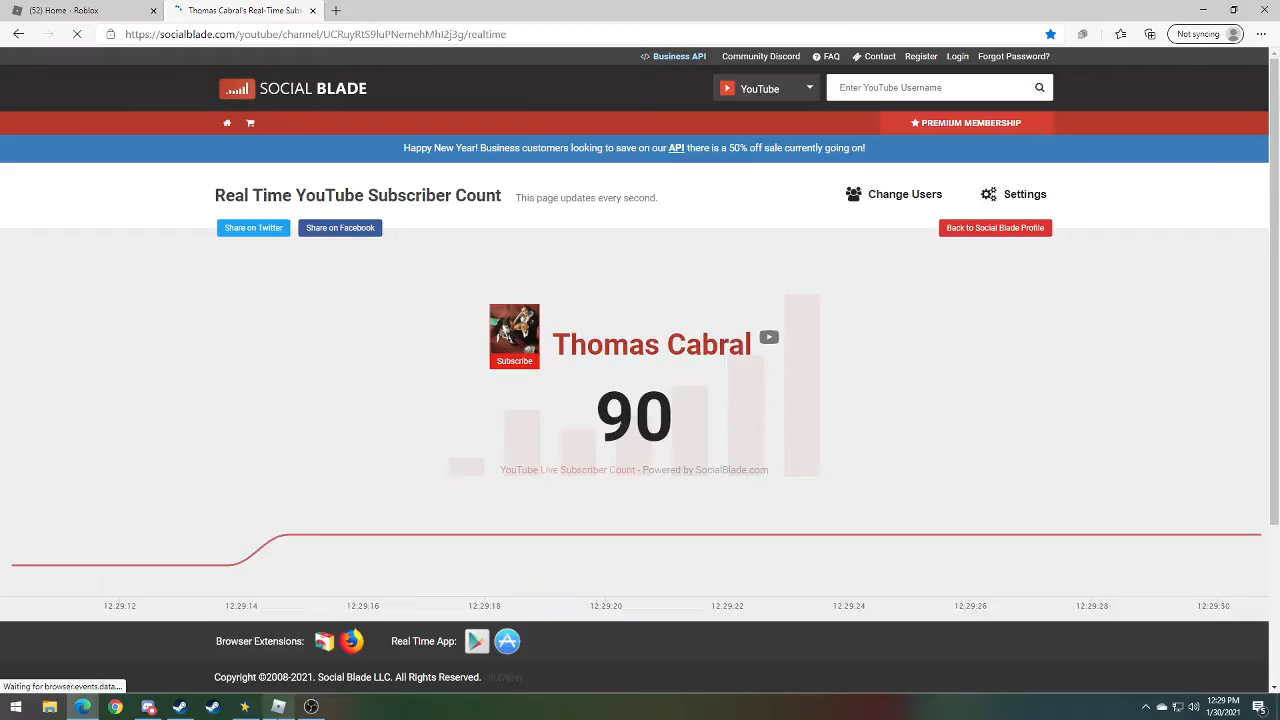 (52) Home - Roblox
Thomas Cabral's Real-Time Subs
https://socialblade.com/youtube/channel/UCRuyRtS9luPNemehMhI2j3g/realtime
Not syncing
Business API
Community Discord
FAQ
Contact
Register
Login
Forgot Password?
SOCIAL BLADE
YouTube
Enter YouTube Username
PREMIUM MEMBERSHIP
Happy New Year! Business customers looking to save on our API there is a 50% off sale currently going on!
Real Time YouTube Subscriber Count
This page updates every second.
Change Users
Settings
Share on Twitter
Share on Facebook
Back to Social Blade Profile
Subscribe
Thomas Cabral
90
YouTube Live Subscriber Count - Powered by SocialBlade.com
12:29:12
12:29:14
12:29:16
12:29:18
12:29:20
12:29:22
12:29:24
12:29:26
12:29:28
12:29:30
Browser Extensions:
Real Time App:
Copyright ©2008-2021. Social Blade LLC. All Rights Reserved.
Waiting for browser.events.data...
12:29 PM
1/30/2021